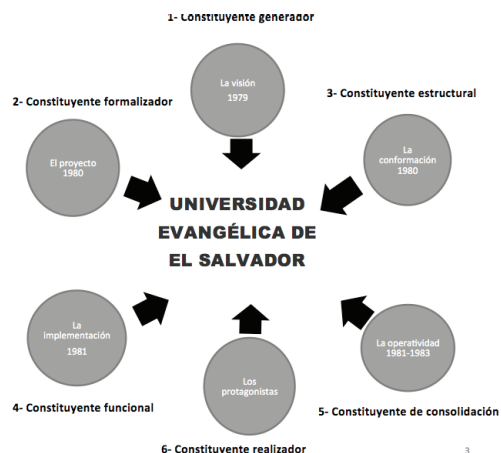 1- Constituyente generador
La visión
1979
2- Constituyente formalizador
3- Constituyente estructural
El proyecto
1980
La
conformación
1980
UNIVERSIDAD
EVANGÉLICA DE
EL SALVADOR
La
implementación
1981
Los
protagonistas
La operatividad
1981-1983
4- Constituyente funcional
5- Constituyente de consolidación
6- Constituyente realizador
3